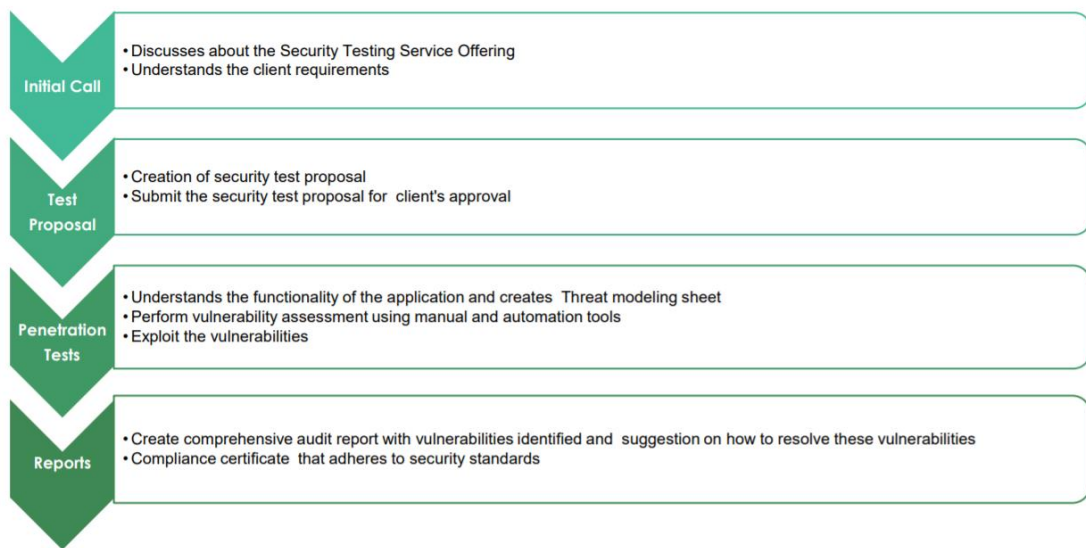 Initial Call
• Discusses about the Security Testing Service Offering
• Understands the client requirements
Test
Proposal
• Creation of security test proposal
• Submit the security test proposal for client's approval
Penetration
Tests
• Understands the functionality of the application and creates Threat modeling sheet
• Perform vulnerability assessment using manual and automation tools
• Exploit the vulnerabilities
Reports
• Create comprehensive audit report with vulnerabilities identified and suggestion on how to resolve these vulnerabilities
• Compliance certificate that adheres to security standards